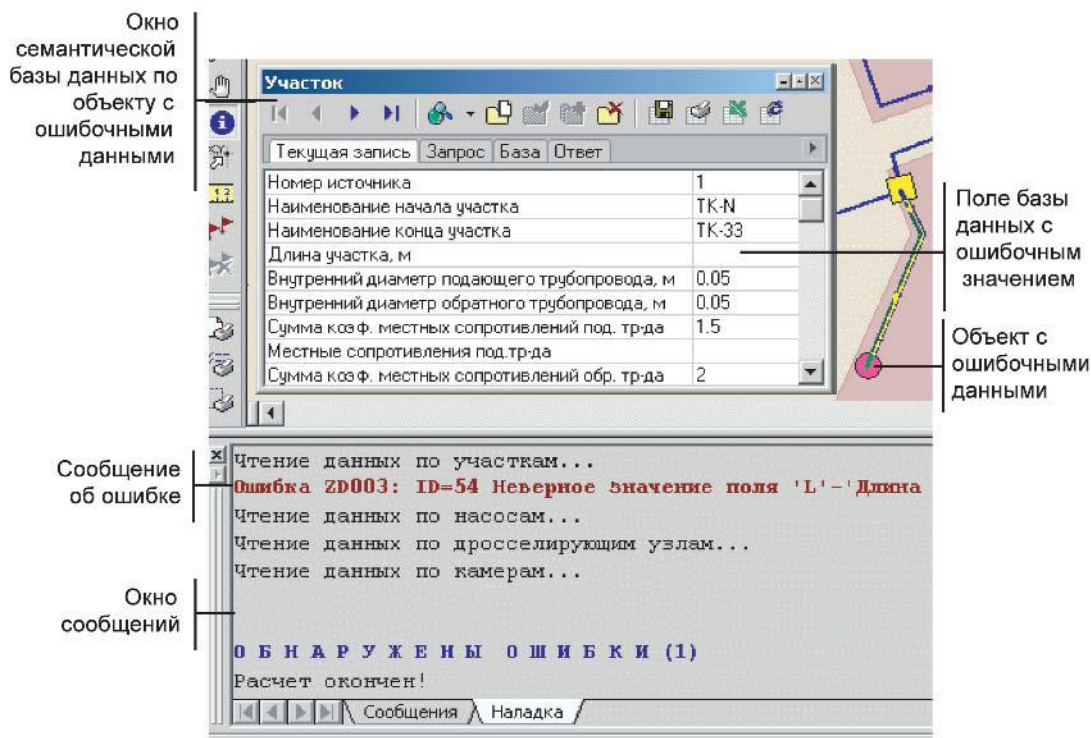 Окно
семантической
базы данных по
объекту с
ошибочными
данными
Участок
Текущая запись Запрос База Ответ
Номер источника 1
Наименование начала участка ТК-N
Наименование конца участка ТК-33
Длина участка, м
Внутренний диаметр подающего трубопровода, м 0.05
Внутренний диаметр обратного трубопровода, м 0.05
Сумма коэф. местных сопротивлений под. тр-да 1.5
Местные сопротивления под.тр-да
Сумма коэф. местных сопротивлений обр. тр-да 2
Поле базы
данных с
ошибочным
значением
Объект с
ошибочными
данными
Сообщение
об ошибке
Чтение данных по участкам...
Ошибка ZD003: ID=54 Неверное значение поля 'L'-'Длина
Чтение данных по насосам...
Чтение данных по дросселирующим узлам...
Чтение данных по камерам...
Окно
сообщений
О Б Н А Р У Ж Е Н Ы О Ш И Б К И (1)
Расчет окончен!
Сообщения Наладка